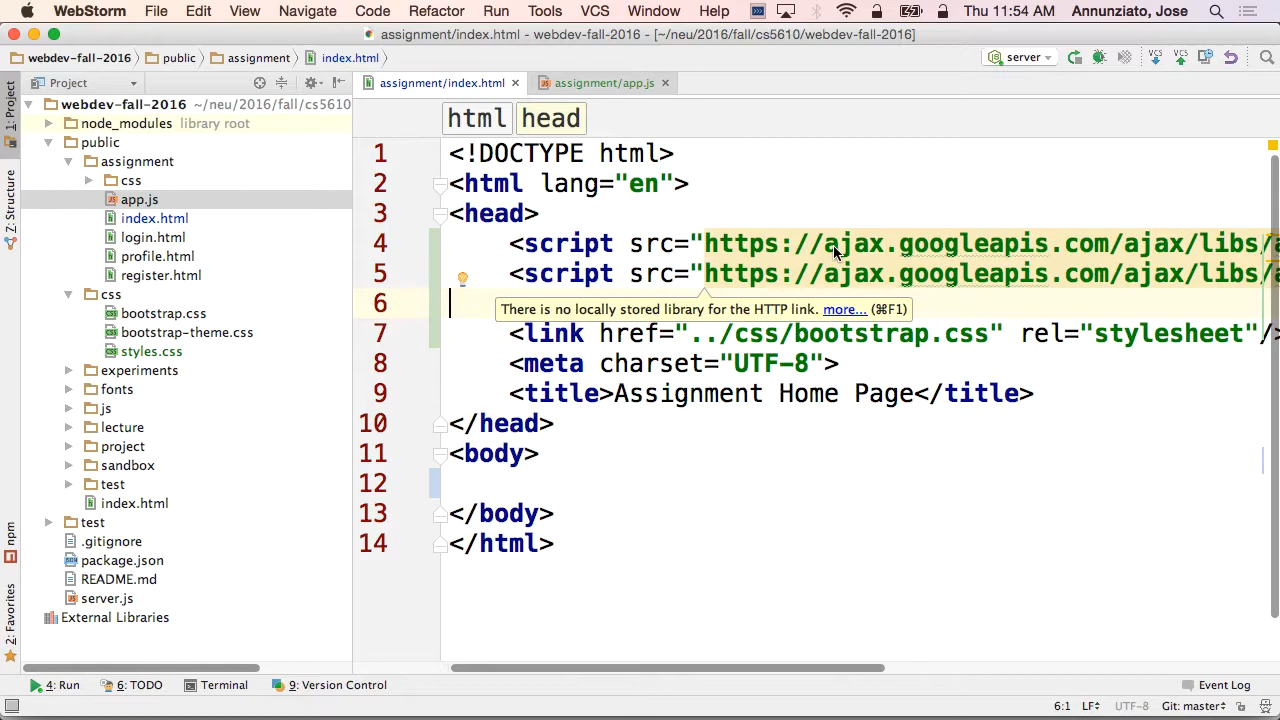 WebStorm File Edit View Navigate Code Refactor Run Tools VCS Window Help Thu 11:54 AM Annunziato, Jose
assignment/index.html - webdev-fall-2016 - [~/neu/2016/fall/cs5610/webdev-fall-2016]
webdev-fall-2016 public assignment index.html server VCS VCS
Project assignment/index.html × assignment/app.js ×
1: Project
Z: Structure
npm
2: Favorites
webdev-fall-2016 ~/neu/2016/fall/cs5610
node_modules library root
public
assignment
css
app.js
index.html
login.html
profile.html
register.html
css
bootstrap.css
bootstrap-theme.css
styles.css
experiments
fonts
js
lecture
project
sandbox
test
index.html
test
.gitignore
package.json
README.md
server.js
External Libraries
html head
1 <!DOCTYPE html>
2 <html lang="en">
3 <head>
4 <script src="https://ajax.googleapis.com/ajax/libs/a
5 <script src="https://ajax.googleapis.com/ajax/libs/a
6
There is no locally stored library for the HTTP link. more... (⌘F1)
7 <link href="../css/bootstrap.css" rel="stylesheet"/>
8 <meta charset="UTF-8">
9 <title>Assignment Home Page</title>
10 </head>
11 <body>
12
13 </body>
14 </html>
4: Run 6: TODO Terminal 9: Version Control Event Log
6:1 LF÷ UTF-8 Git: master÷